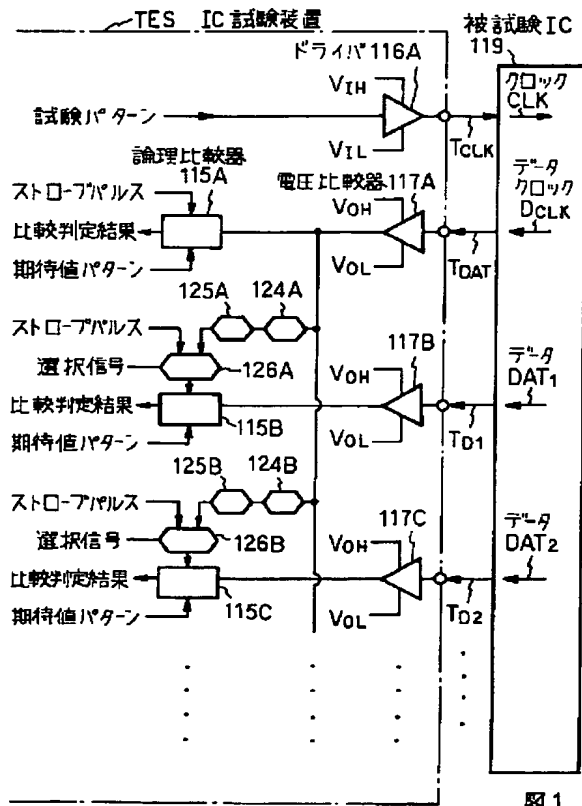 TES IC試験装置
被試験IC
119
ドライバ116A
VIH
クロック
CLK
試験パターン
VIL
TCLK
論理比較器
115A
電圧比較器117A
データ
クロック
DCLK
ストローブパルス
VOH
比較判定結果
期待値パターン
VOL
TDAT
125A
124A
117B
ストローブパルス
選択信号
126A
VOH
データ
DAT1
比較判定結果
115B
期待値パターン
VOL
TD1
125B
124B
117C
ストローブパルス
選択信号
126B
VOH
データ
DAT2
比較判定結果
115C
期待値パターン
VOL
TD2
図1